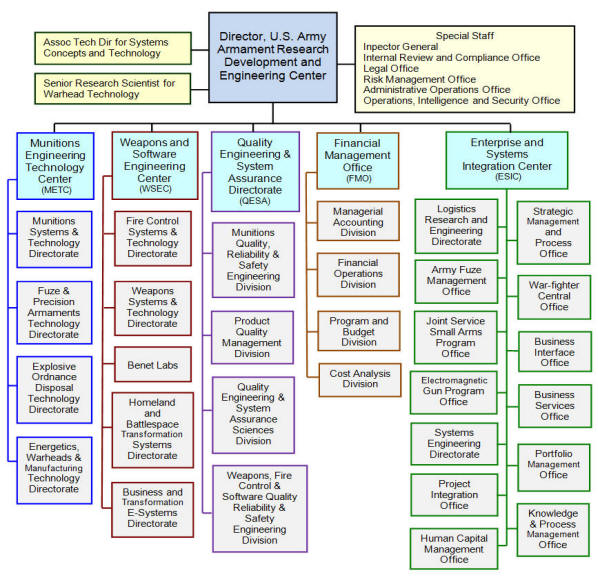 Assoc Tech Dir for Systems
Concepts and Technology
Senior Research Scientist for
Warhead Technology
Director, U.S. Army
Armament Research
Development and
Engineering Center
Special Staff
Inpector General
Internal Review and Compliance Office
Legal Office
Risk Management Office
Administrative Operations Office
Operations, Intelligence and Security Office
Munitions
Engineering
Technology
Center
(METC)
Munitions
Systems &
Technology
Directorate
Fuze &
Precision
Armaments
Technology
Directorate
Explosive
Ordnance
Disposal
Technology
Directorate
Energetics,
Warheads &
Manufacturing
Technology
Directorate
Weapons and
Software
Engineering
Center
(WSEC)
Fire Control
Systems &
Technology
Directorate
Weapons
Systems &
Technology
Directorate
Benet Labs
Homeland
and
Battlespace
Transformation
Systems
Directorate
Business and
Transformation
E-Systems
Directorate
Quality
Engineering &
System
Assurance
Directorate
(QESA)
Munitions
Quality,
Reliability &
Safety
Engineering
Division
Product
Quality
Management
Division
Quality
Engineering &
System
Assurance
Sciences
Division
Weapons, Fire
Control &
Software Quality
Reliability &
Safety
Engineering
Division
Financial
Management
Office
(FMO)
Managerial
Accounting
Division
Financial
Operations
Division
Program and
Budget
Division
Cost Analysis
Division
Enterprise and
Systems
Integration Center
(ESIC)
Logistics
Research and
Engineering
Directorate
Army Fuze
Management
Office
Joint Service
Small Arms
Program
Office
Electromagnetic
Gun Program
Office
Systems
Engineering
Directorate
Project
Integration
Office
Human Capital
Management
Office
Strategic
Management
and
Process
Office
War-fighter
Central
Office
Business
Interface
Office
Business
Services
Office
Portfolio
Management
Office
Knowledge
& Process
Management
Office